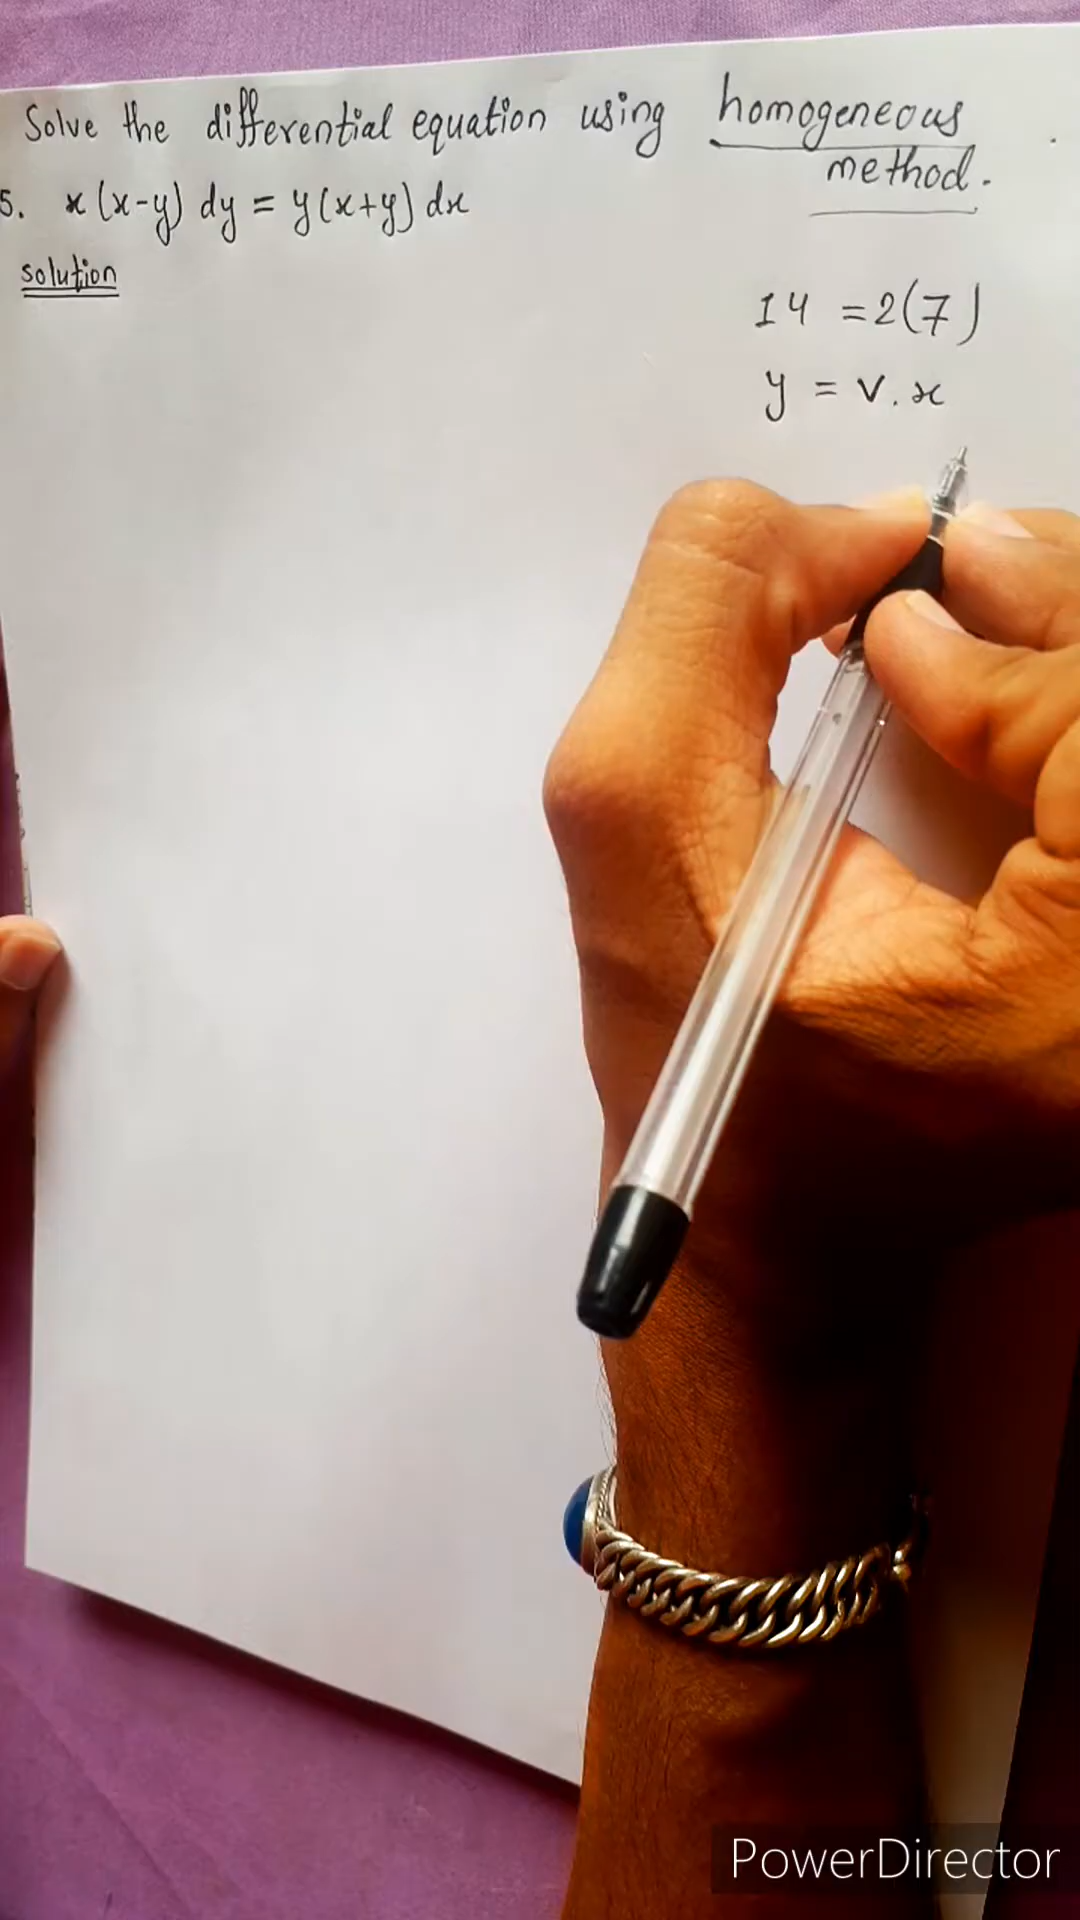 Solve the differential equation using homogeneous method.
5. x(x-y) dy = y(x+y) dx
solution
14 = 2(7)
y = v.x
PowerDirector